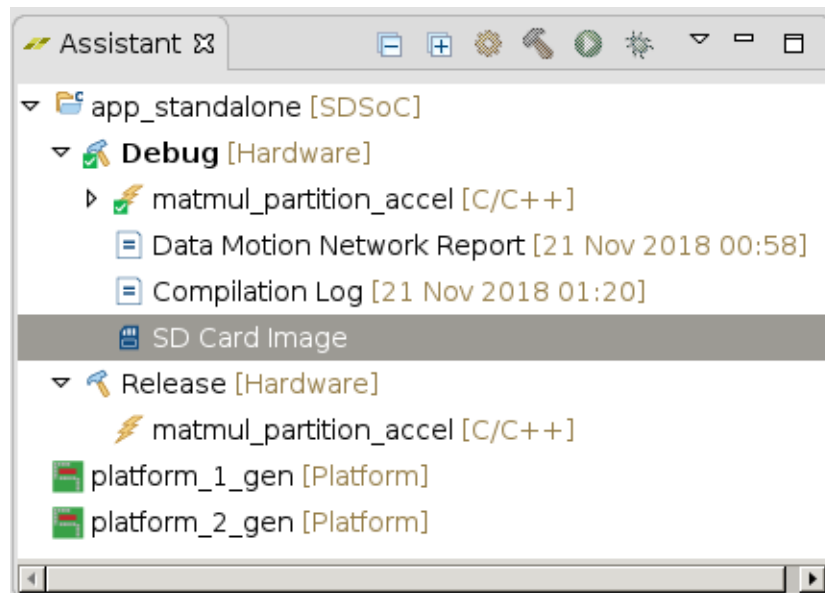 Assistant
app_standalone [SDSoC]
Debug [Hardware]
matmul_partition_accel [C/C++]
Data Motion Network Report [21 Nov 2018 00:58]
Compilation Log [21 Nov 2018 01:20]
SD Card Image
Release [Hardware]
matmul_partition_accel [C/C++]
platform_1_gen [Platform]
platform_2_gen [Platform]